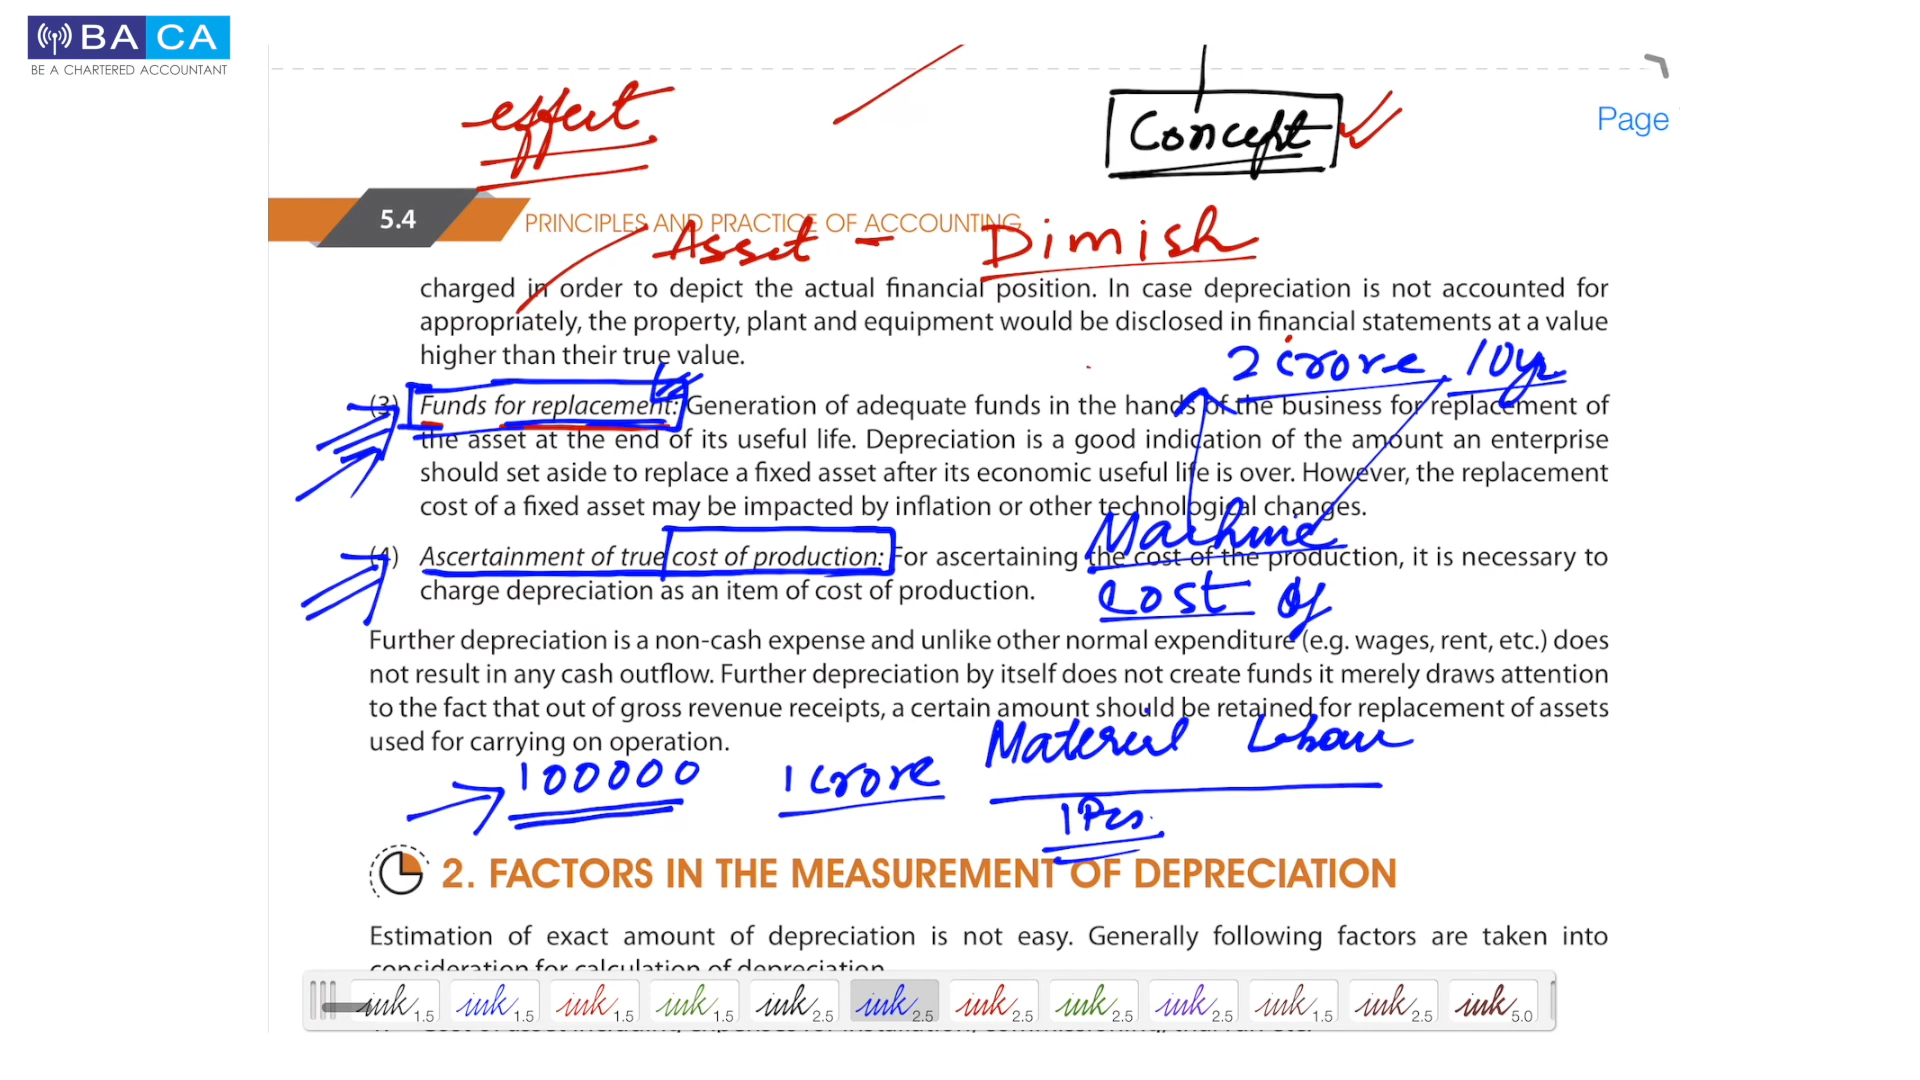 BA CA
BE A CHARTERED ACCOUNTANT
effect
Concept
Page
5.4 PRINCIPLES AND PRACTICE OF ACCOUNTING
Asset - Dimish
charged in order to depict the actual financial position. In case depreciation is not accounted for
appropriately, the property, plant and equipment would be disclosed in financial statements at a value
higher than their true value.
2 crore 10yr
(3) Funds for replacement: Generation of adequate funds in the hands of the business for replacement of
the asset at the end of its useful life. Depreciation is a good indication of the amount an enterprise
should set aside to replace a fixed asset after its economic useful life is over. However, the replacement
cost of a fixed asset may be impacted by inflation or other technological changes.
Machine
(4) Ascertainment of true cost of production: For ascertaining the cost of the production, it is necessary to
charge depreciation as an item of cost of production.
Cost of
Further depreciation is a non-cash expense and unlike other normal expenditure (e.g. wages, rent, etc.) does
not result in any cash outflow. Further depreciation by itself does not create funds it merely draws attention
to the fact that out of gross revenue receipts, a certain amount should be retained for replacement of assets
used for carrying on operation.
Material Labour
100000 1 crore
1 Pcs.
2. FACTORS IN THE MEASUREMENT OF DEPRECIATION
Estimation of exact amount of depreciation is not easy. Generally following factors are taken into
consideration for calculation of depreciation
ink 1.5 ink 1.5 ink 1.5 ink 1.5 ink 2.5 ink 2.5 ink 2.5 ink 2.5 ink 2.5 ink 1.5 ink 2.5 ink 5.0